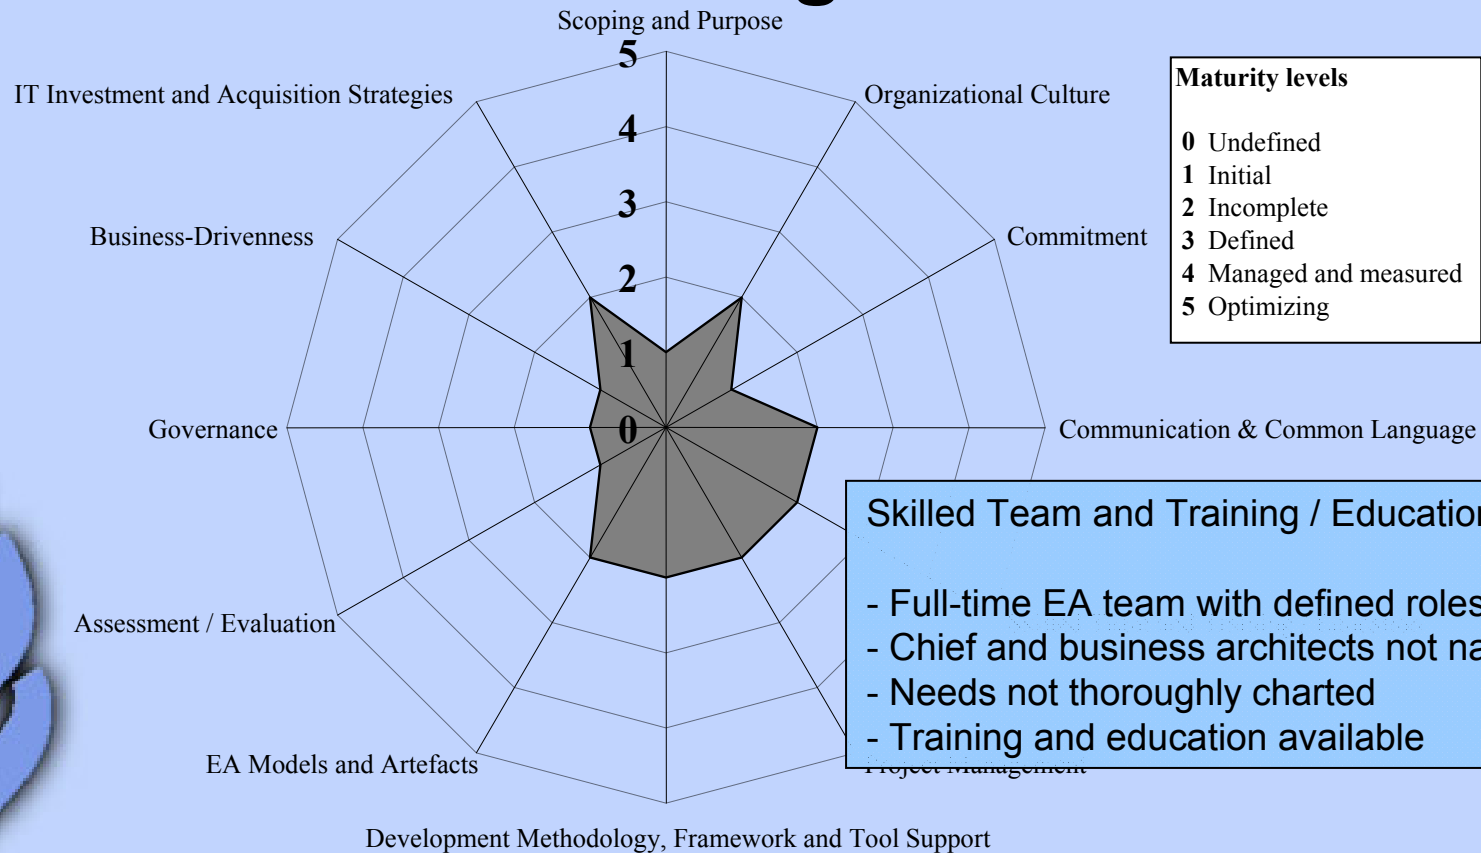 Scoping and Purpose
5
IT Investment and Acquisition Strategies
Organizational Culture
4
3
Business-Drivenness
Commitment
2
1
Governance
0
Communication & Common Language
Assessment / Evaluation
EA Models and Artefacts
Project Management
Development Methodology, Framework and Tool Support
Maturity levels
0 Undefined
1 Initial
2 Incomplete
3 Defined
4 Managed and measured
5 Optimizing
Skilled Team and Training / Education
- Full-time EA team with defined roles
- Chief and business architects not
- Needs not thoroughly charted
- Training and education available